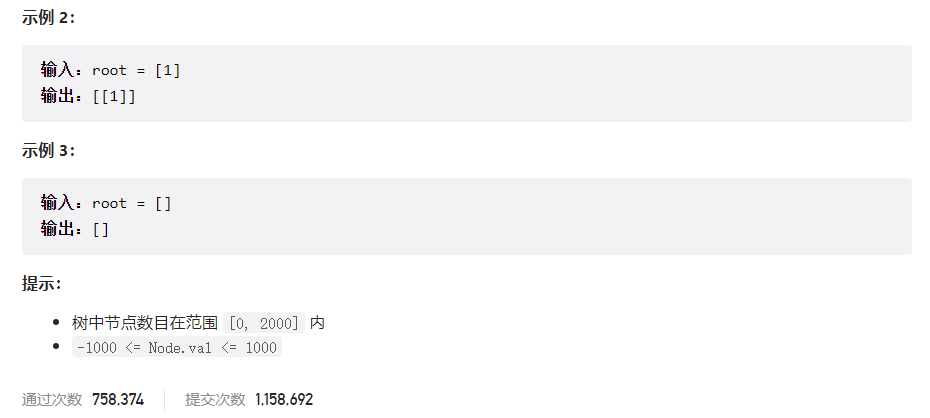 示例 2：
输入：root = [1]
输出：[[1]]
示例 3：
输入：root = []
输出：[]
提示：
树中节点数目在范围 [0, 2000] 内
-1000 <= Node.val <= 1000
通过次数 758,374 提交次数 1,158,692